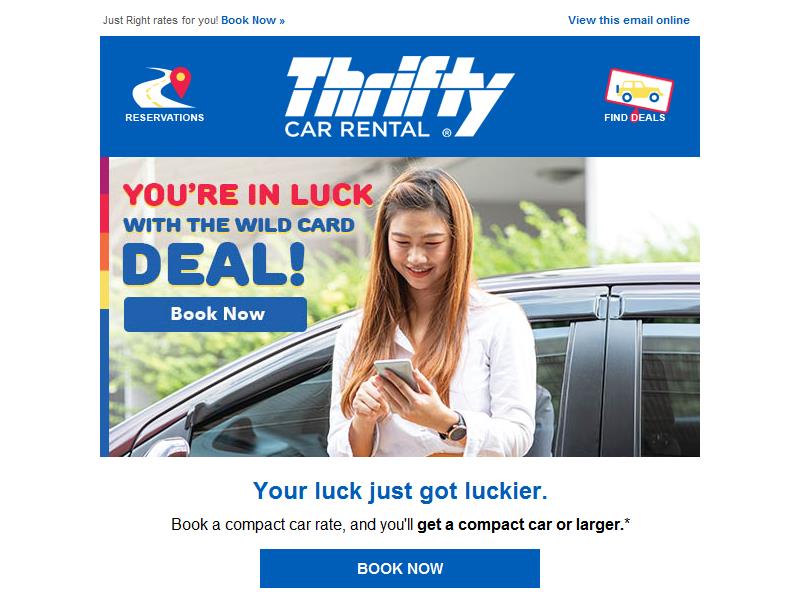 Just Right rates for you! Book Now »
View this email online
RESERVATIONS
Thrifty
CAR RENTAL ®
FIND DEALS
YOU'RE IN LUCK
WITH THE WILD CARD
DEAL!
Book Now
Your luck just got luckier.
Book a compact car rate, and you'll get a compact car or larger.*
BOOK NOW